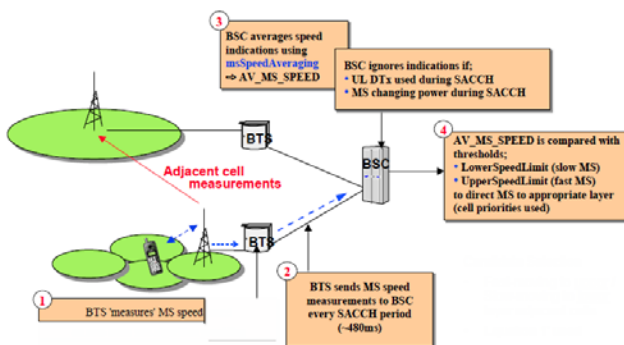 3
BSC averages speed
indications using
msSpeedAveraging
⇨ AV_MS_SPEED
BSC ignores indications if;
• UL DTx used during SACCH
• MS changing power during SACCH
BTS
BSC
4
AV_MS_SPEED is compared with
thresholds;
• LowerSpeedLimit (slow MS)
• UpperSpeedLimit (fast MS)
to direct MS to appropriate layer
(cell priorities used)
Adjacent cell
measurements
BTS
1
BTS 'measures' MS speed
2
BTS sends MS speed
measurements to BSC
every SACCH period
(~480ms)